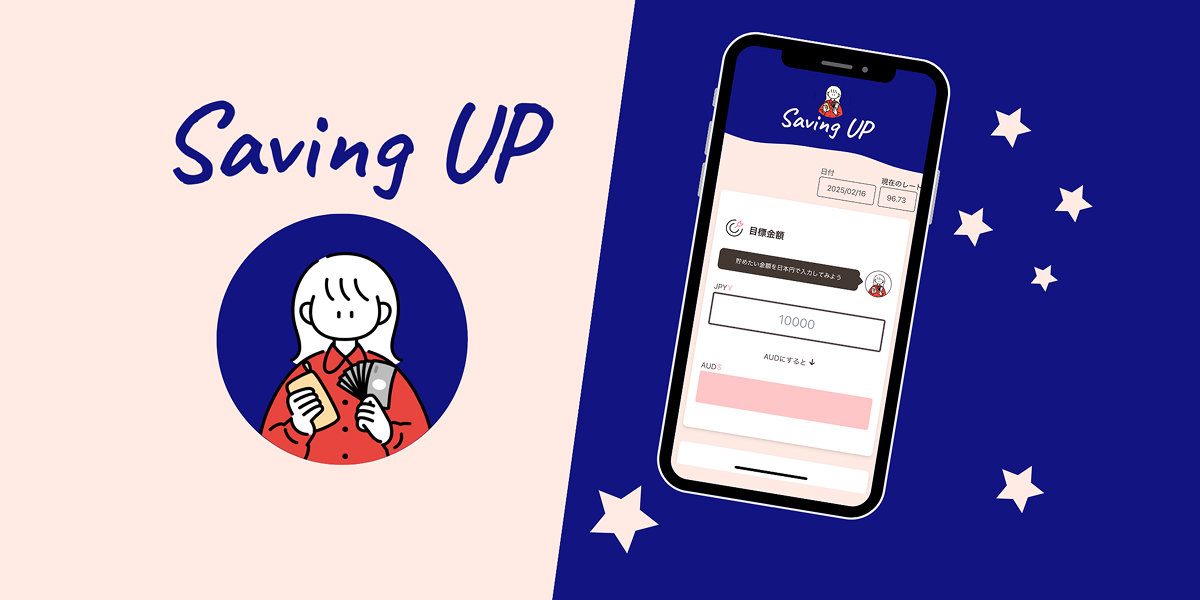 Saving UP
Saving UP
日付
現在のレート
2025/02/16
96.73
目標金額
貯めたい金額を日本円で入力してみよう
JPY¥
10000
AUDにすると ↓
AUD$